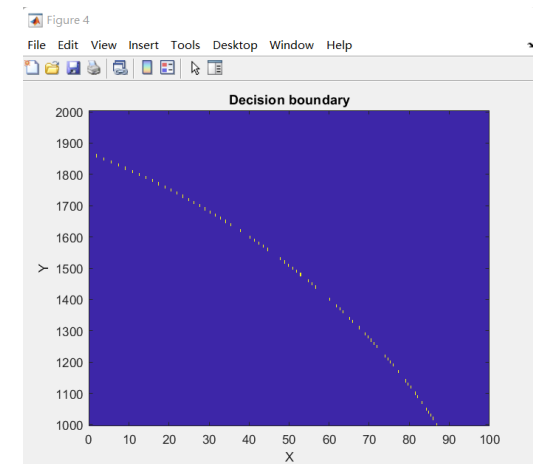 Figure 4
File Edit View Insert Tools Desktop Window Help
Decision boundary
2000
1900
1800
1700
1600
1500
1400
1300
1200
1100
1000
Y
0 10 20 30 40 50 60 70 80 90 100
X